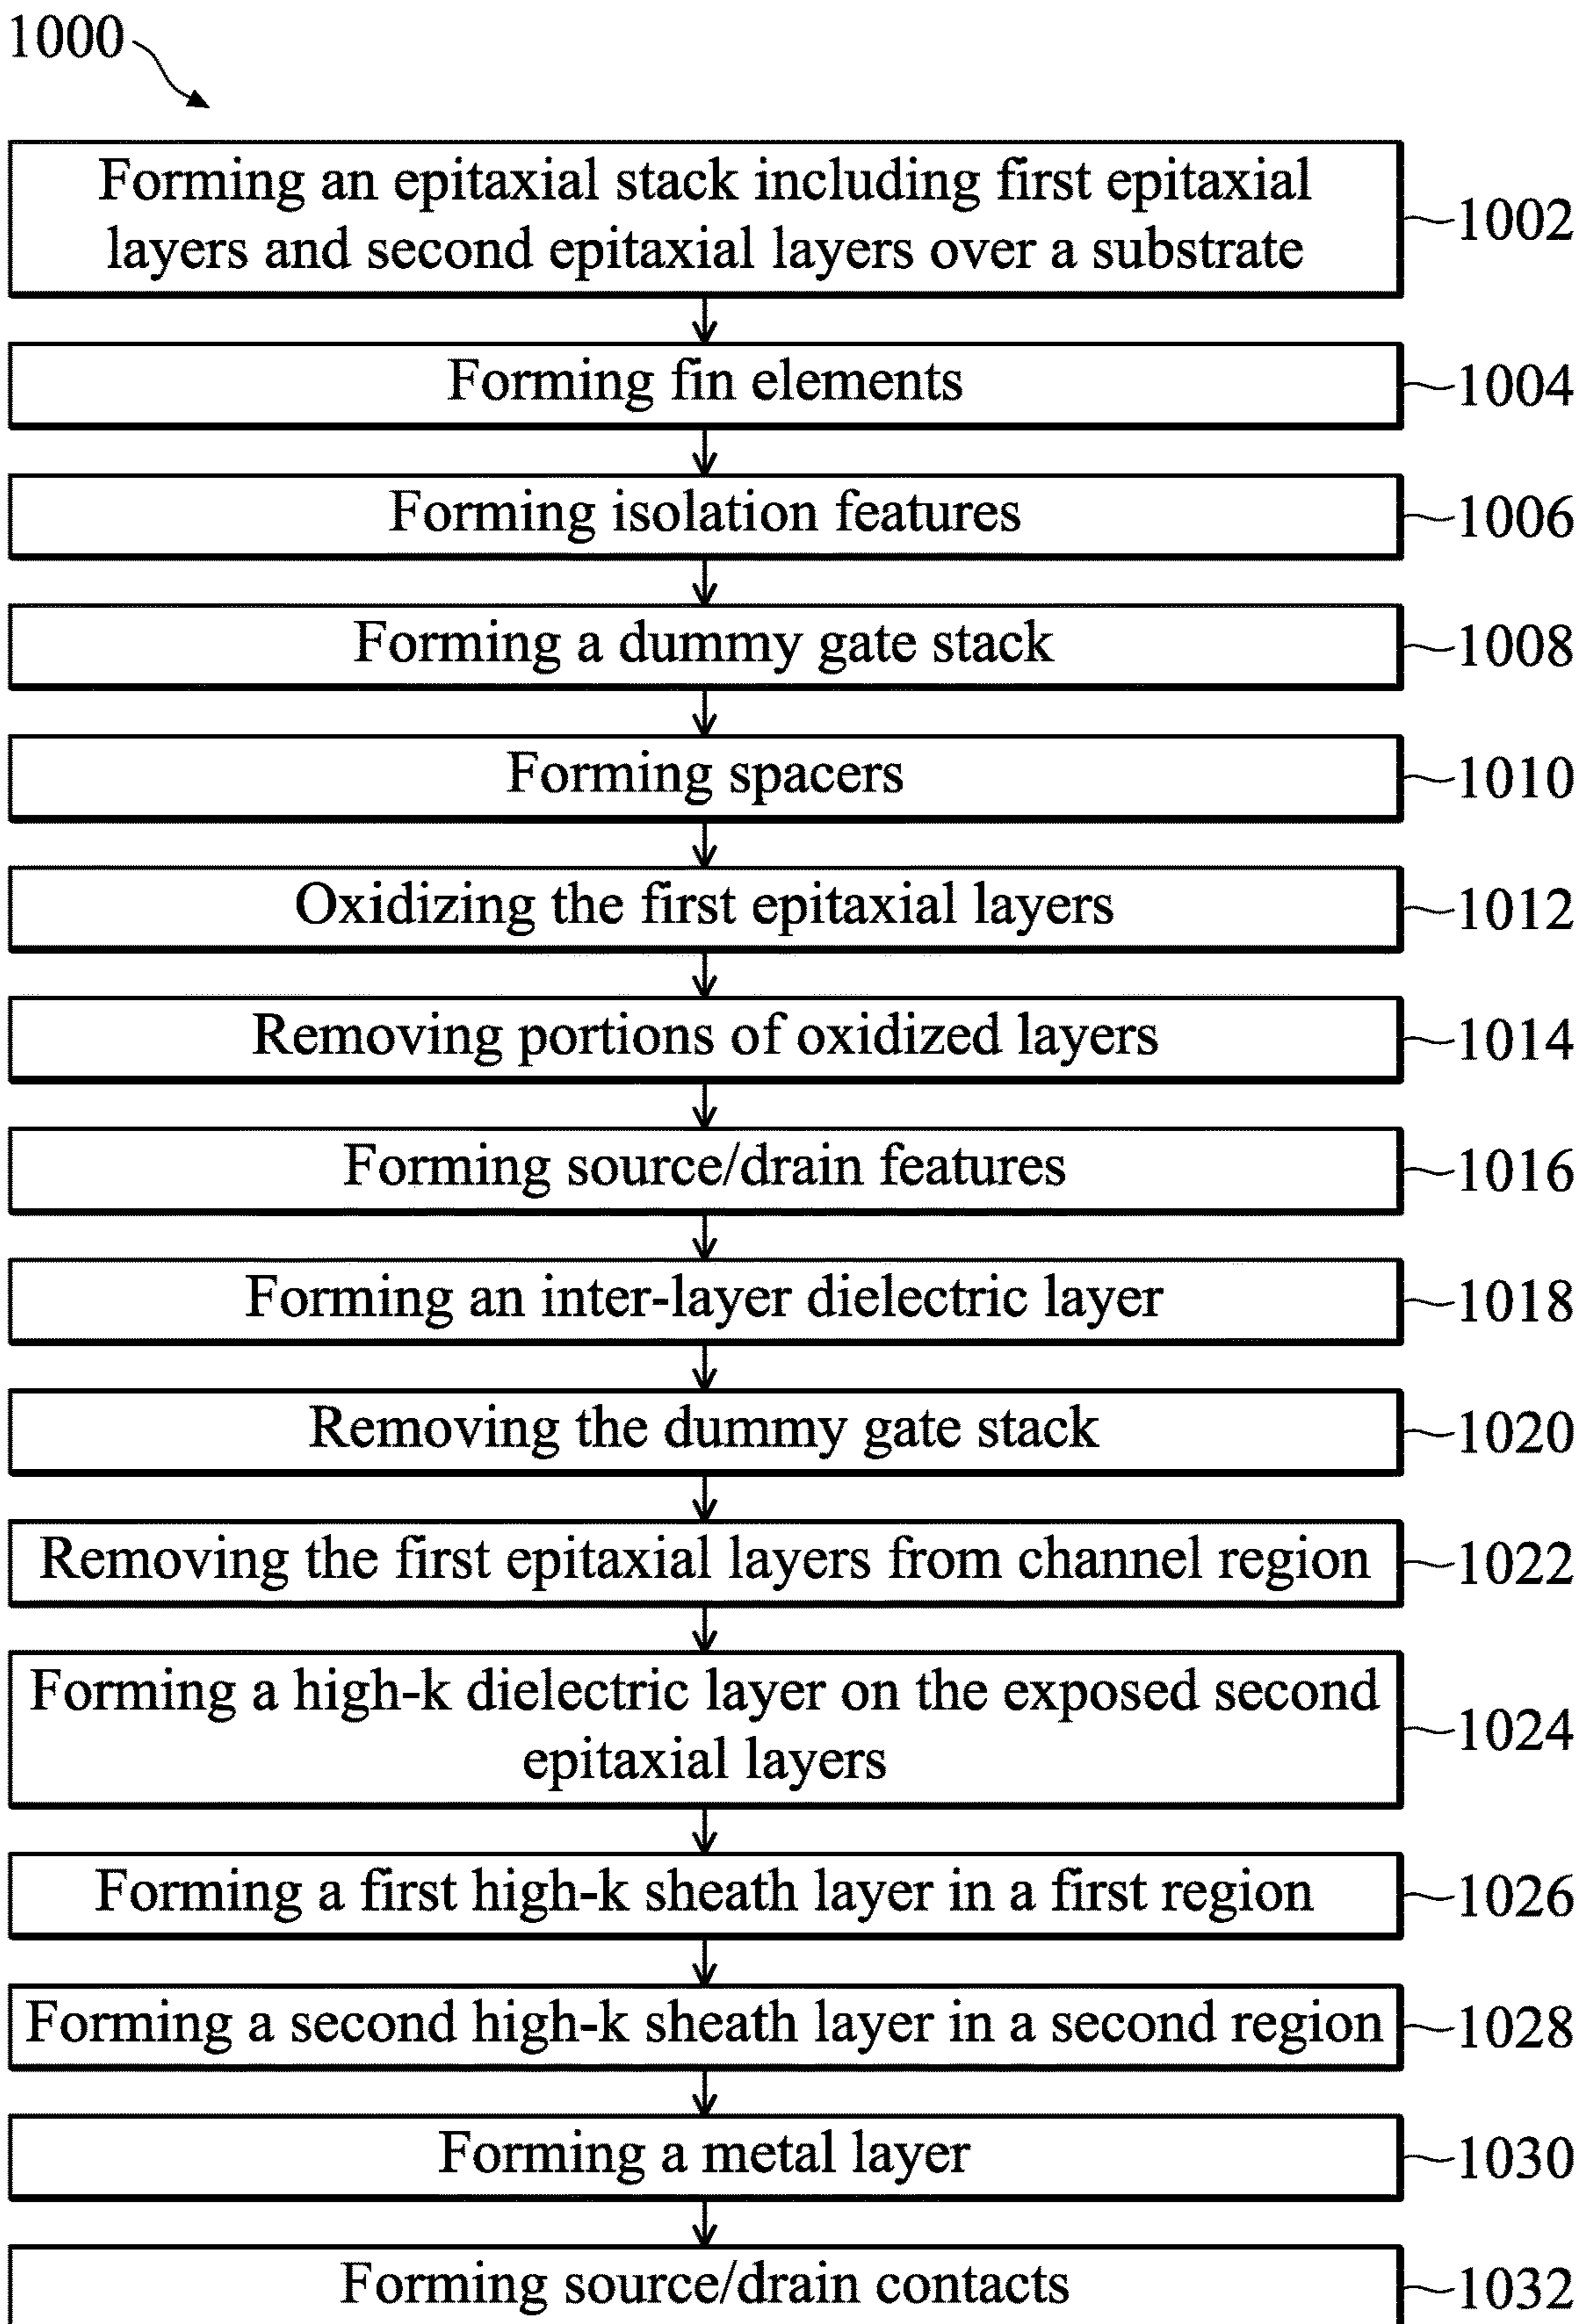 1000
Forming an epitaxial stack including first epitaxial
layers and second epitaxial layers over a substrate
1002
Forming fin elements
1004
Forming isolation features
1006
Forming a dummy gate stack
1008
Forming spacers
1010
Oxidizing the first epitaxial layers
1012
Removing portions of oxidized layers
1014
Forming source/drain features
1016
Forming an inter-layer dielectric layer
1018
Removing the dummy gate stack
1020
Removing the first epitaxial layers from channel region
1022
Forming a high-k dielectric layer on the exposed second
epitaxial layers
1024
Forming a first high-k sheath layer in a first region
1026
Forming a second high-k sheath layer in a second region
1028
Forming a metal layer
1030
Forming source/drain contacts
1032